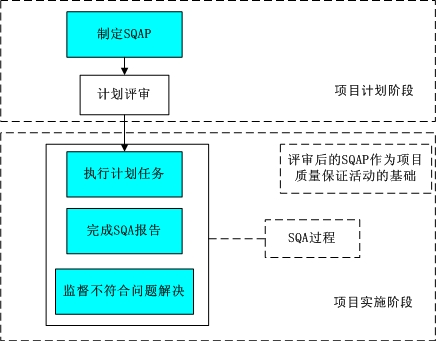 制定SQAP
计划评审
项目计划阶段
执行计划任务
评审后的SQAP作为项目
质量保证活动的基础
完成SQA报告
SQA过程
监督不符合问题解决
项目实施阶段